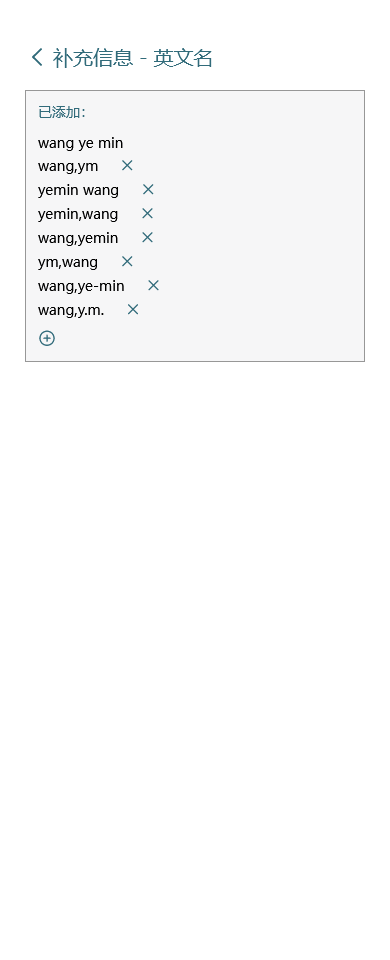 补充信息 - 英文名
已添加:
wang ye min
wang,ym
yemin wang
yemin,wang
wang,yemin
ym,wang
wang,ye-min
wang,y.m.